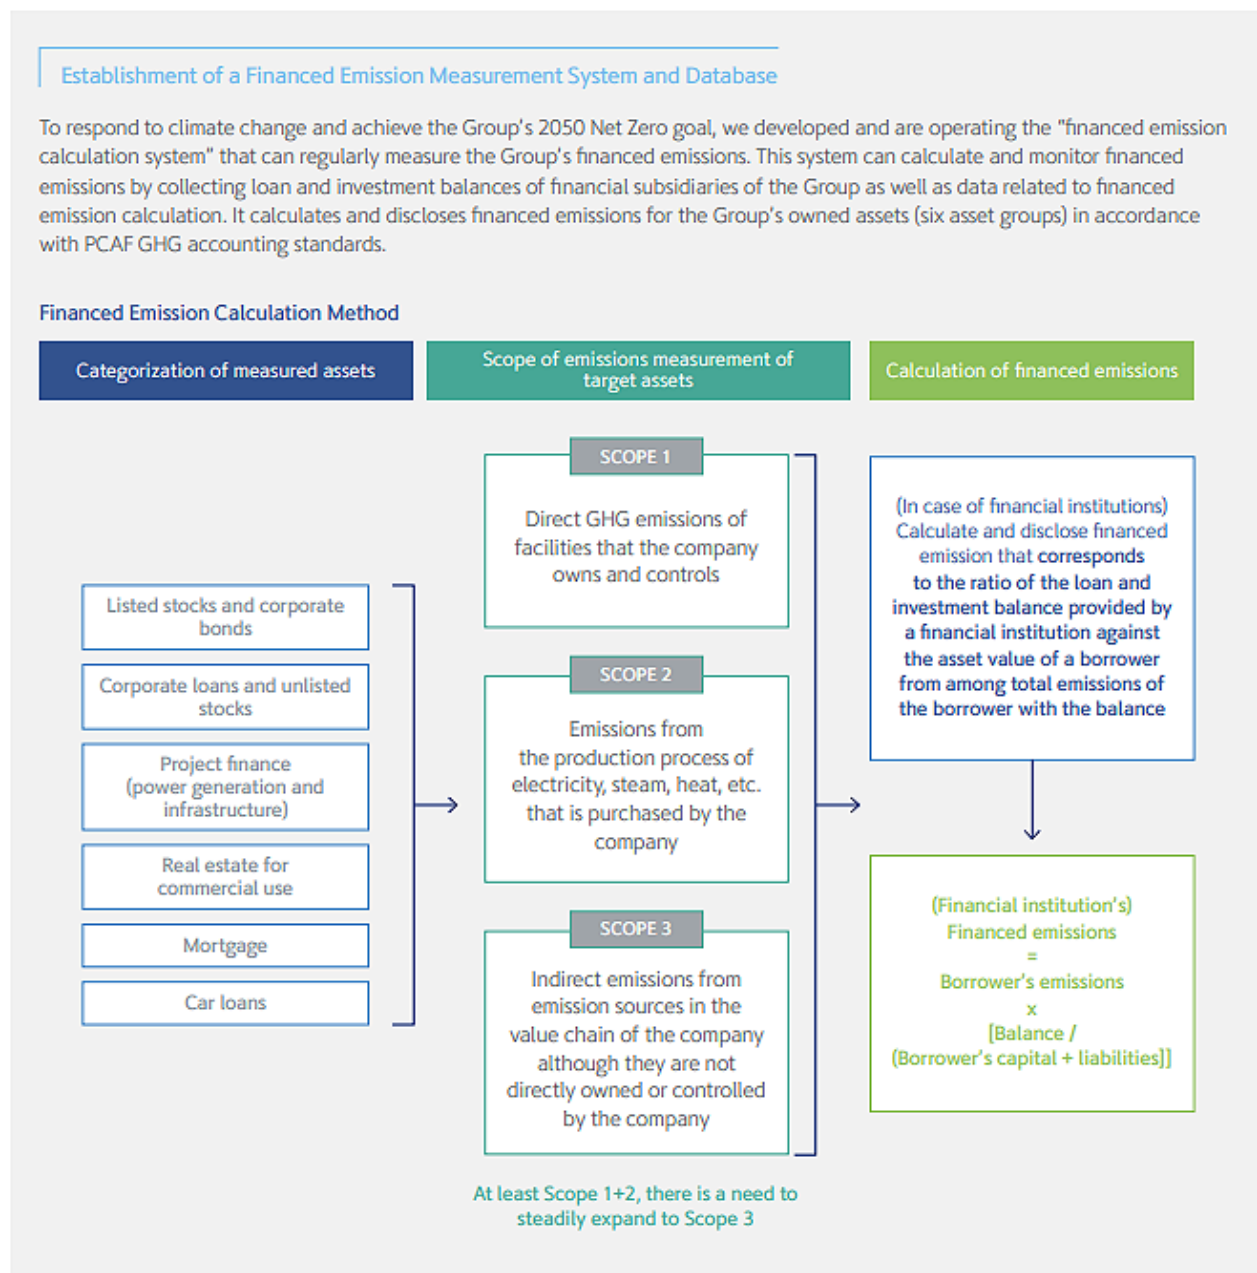 Establishment of a Financed Emission Measurement System and Database
To respond to climate change and achieve the Group's 2050 Net Zero goal, we developed and are operating the "financed emission
calculation system" that can regularly measure the Group's financed emissions. This system can calculate and monitor financed
emissions by collecting loan and investment balances of financial subsidiaries of the Group as well as data related to financed
emission calculation. It calculates and discloses financed emissions for the Group's owned assets (six asset groups) in accordance
with PCAF GHG accounting standards.
Financed Emission Calculation Method
Categorization of measured assets
Listed stocks and corporate
bonds
Corporate loans and unlisted
stocks
Project finance
(power generation and
infrastructure)
Real estate for
commercial use
Mortgage
Car loans
Scope of emissions measurement of
target assets
SCOPE 1
Direct GHG emissions of
facilities that the company
owns and controls
SCOPE 2
Emissions from
the production process of
electricity, steam, heat, etc.
that is purchased by the
company
SCOPE 3
Indirect emissions from
emission sources in the
value chain of the company
although they are not
directly owned or controlled
by the company
At least Scope 1+2, there is a need to
steadily expand to Scope 3
Calculation of financed emissions
(In case of financial institutions)
Calculate and disclose financed
emission that corresponds
to the ratio of the loan and
investment balance provided by
a financial institution against
the asset value of a borrower
from among total emissions of
the borrower with the balance
(Financial institution's)
Financed emissions
=
Borrower's emissions
x
[Balance /
(Borrower's capital + liabilities]]